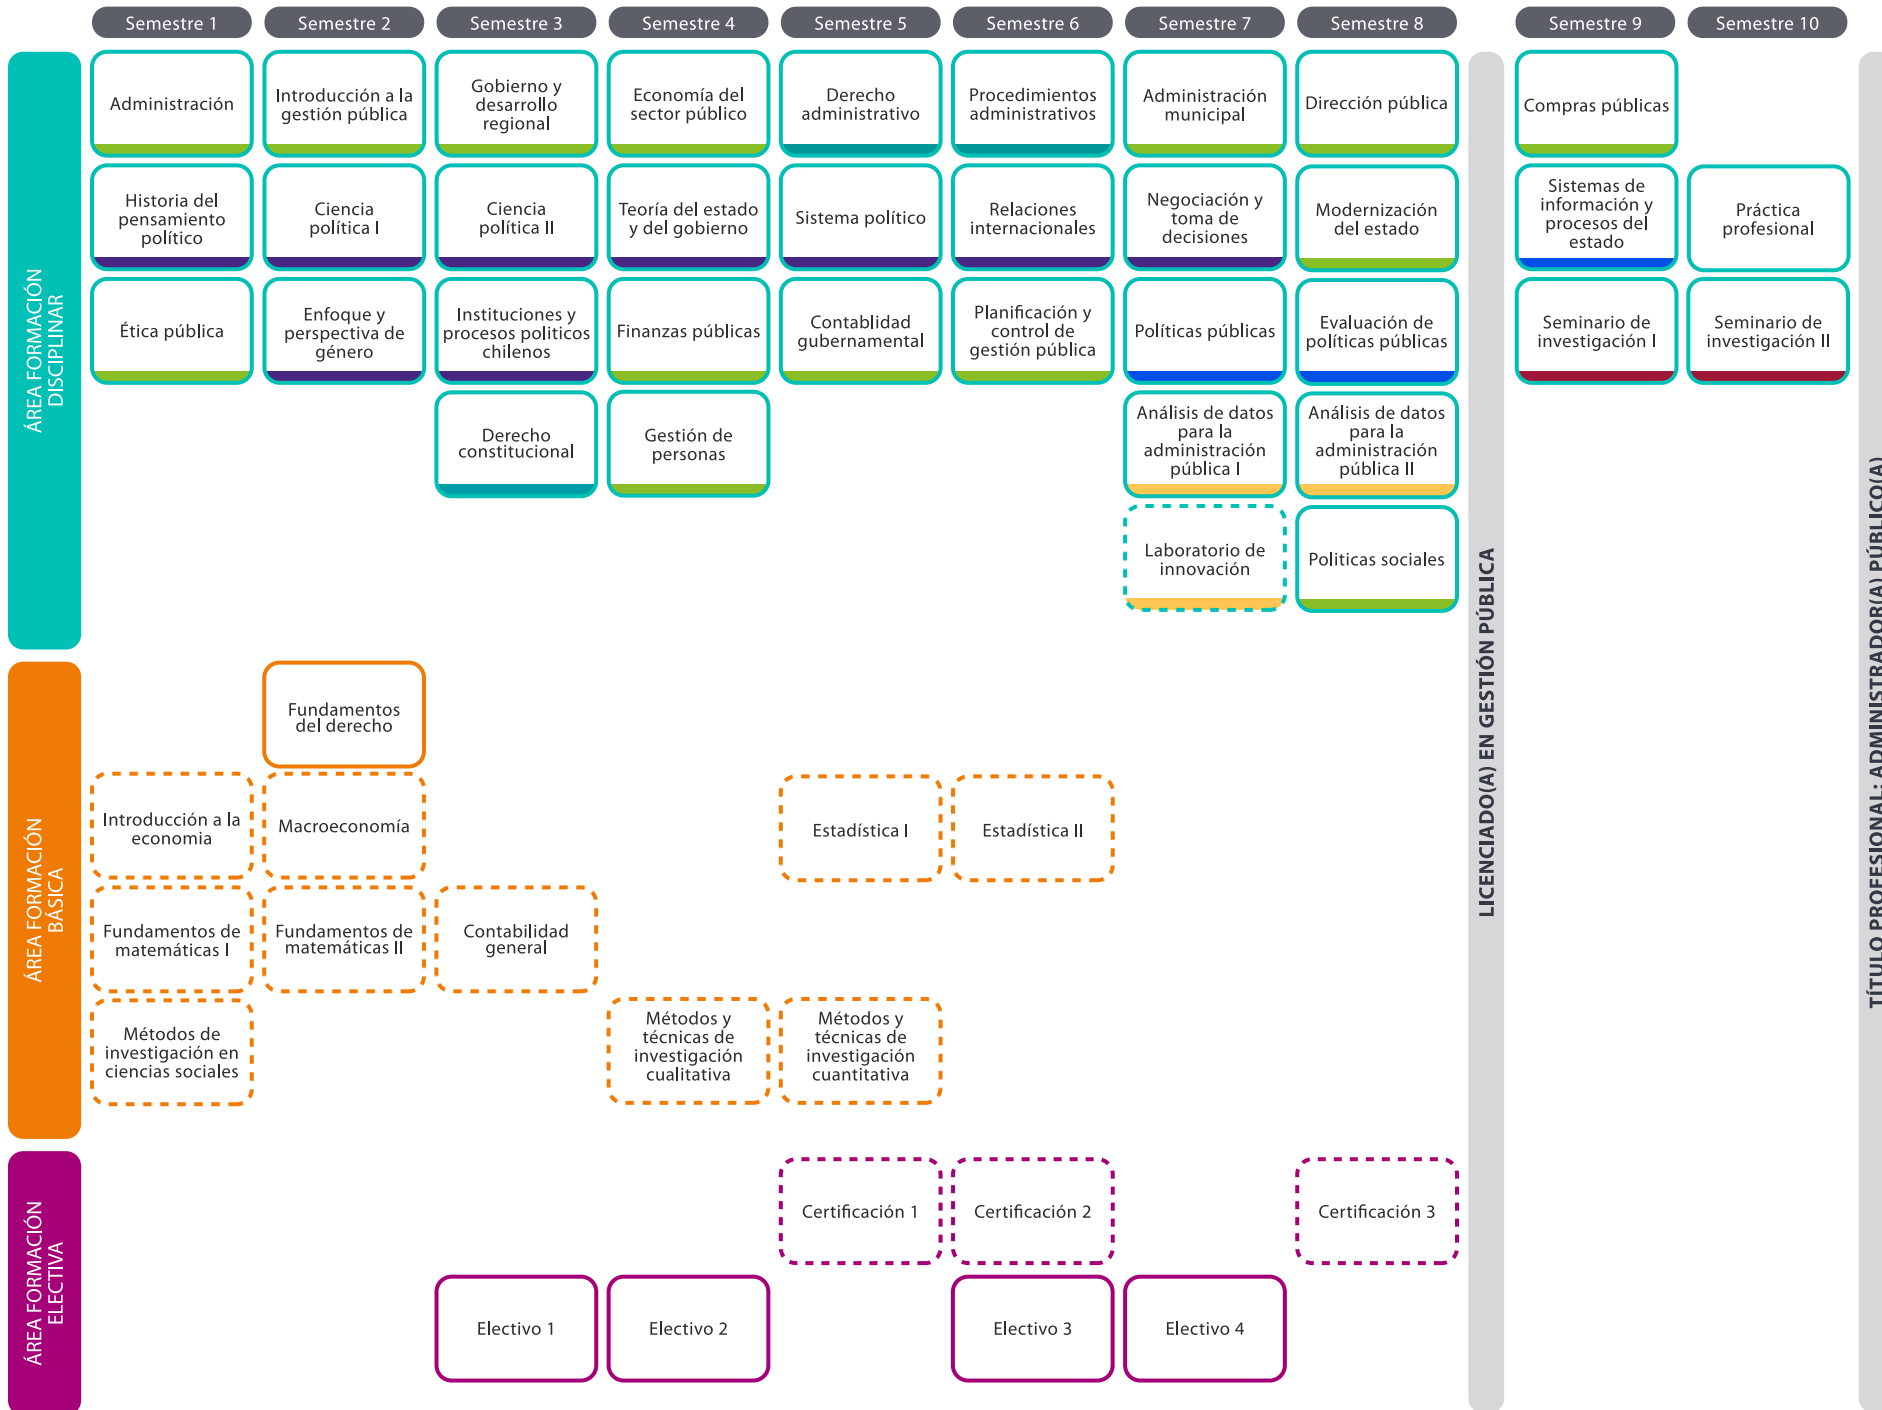 Semestre 1
Semestre 2
Semestre 3
Semestre 4
Semestre 5
Semestre 6
Semestre 7
Semestre 8
Semestre 9
Semestre 10
ÁREA FORMACIÓN
DISCIPLINAR
Administración
Introducción a la
gestión pública
Gobierno y
desarrollo
regional
Economía del
sector público
Derecho
administrativo
Procedimientos
administrativos
Administración
municipal
Dirección pública
Compras públicas
Historia del
pensamiento
político
Ciencia
política I
Ciencia
política II
Teoría del estado
y del gobierno
Sistema político
Relaciones
internacionales
Negociación y
toma de
decisiones
Modernización
del estado
Sistemas de
información y
procesos del
estado
Práctica
profesional
Ética pública
Enfoque y
perspectiva de
género
Instituciones y
procesos politicos
chilenos
Finanzas públicas
Contablidad
gubernamental
Planificación y
control de
gestión pública
Políticas públicas
Evaluación de
políticas públicas
Seminario de
investigación I
Seminario de
investigación II
Derecho
constitucional
Gestión de
personas
Análisis de datos
para la
administración
pública I
Análisis de datos
para la
administración
pública II
Laboratorio de
innovación
Politicas sociales
ÁREA FORMACIÓN
BÁSICA
Fundamentos
del derecho
Introducción a la
economia
Macroeconomía
Estadística I
Estadística II
Fundamentos de
matemáticas I
Fundamentos de
matemáticas II
Contabilidad
general
Métodos de
investigación en
ciencias sociales
Métodos y
técnicas de
investigación
cualitativa
Métodos y
técnicas de
investigación
cuantitativa
ÁREA FORMACIÓN
ELECTIVA
Certificación 1
Certificación 2
Certificación 3
Electivo 1
Electivo 2
Electivo 3
Electivo 4
LICENCIADO(A) EN GESTIÓN PÚBLICA
TÍTULO PROFESIONAL: ADMINISTRADOR(A) PÚBLICO(A)